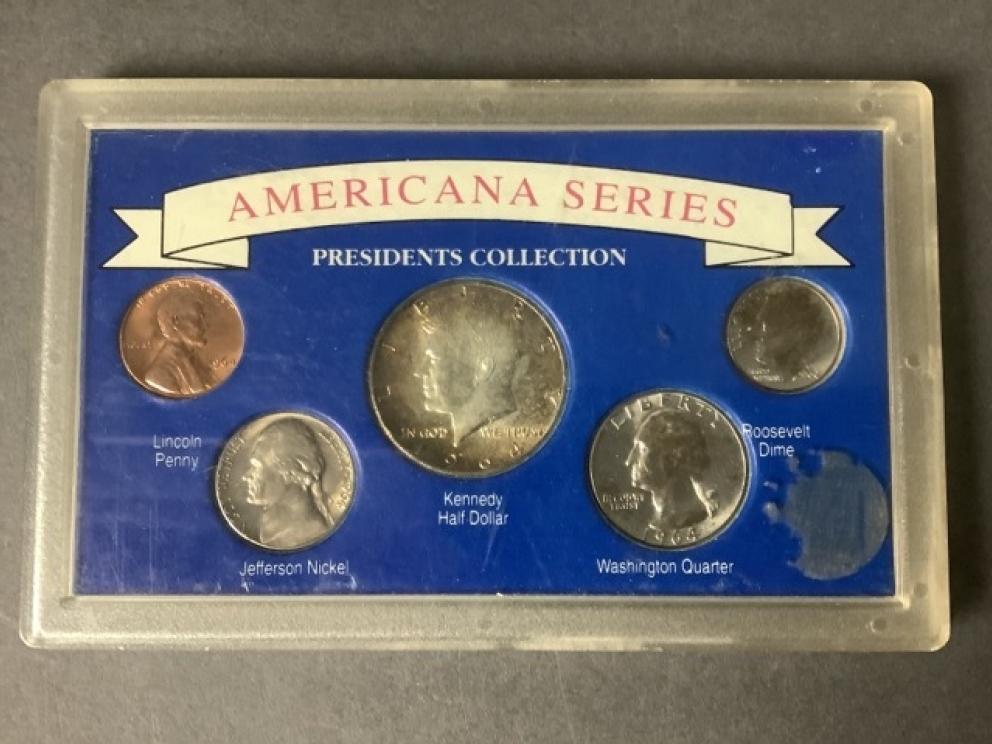 AMERICANA SERIES
PRESIDENTS COLLECTION
Lincoln
Penny
Jefferson Nickel
LIBERTY
IN GOD WE TRUST
Kennedy
Half Dollar
LIBERTY
IN GOD WE
TRUST
Washington Quarter
Roosevelt
Dime